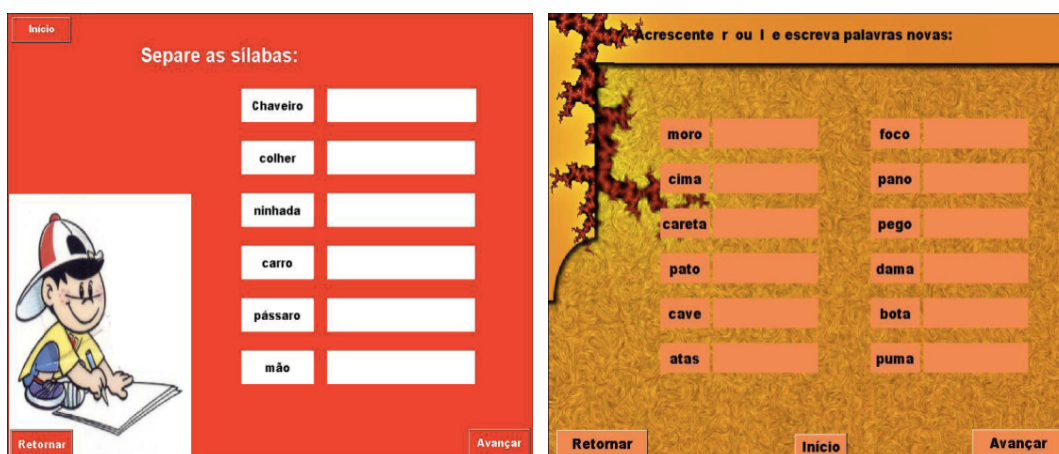 Início
Separe as sílabas:
Chaveiro
colher
ninhada
carro
pássaro
mão
Retornar
Avançar
Acrescente r ou l e escreva palavras novas:
moro
foco
cima
pano
careta
pego
pato
dama
cave
bota
atas
puma
Retornar
Início
Avançar